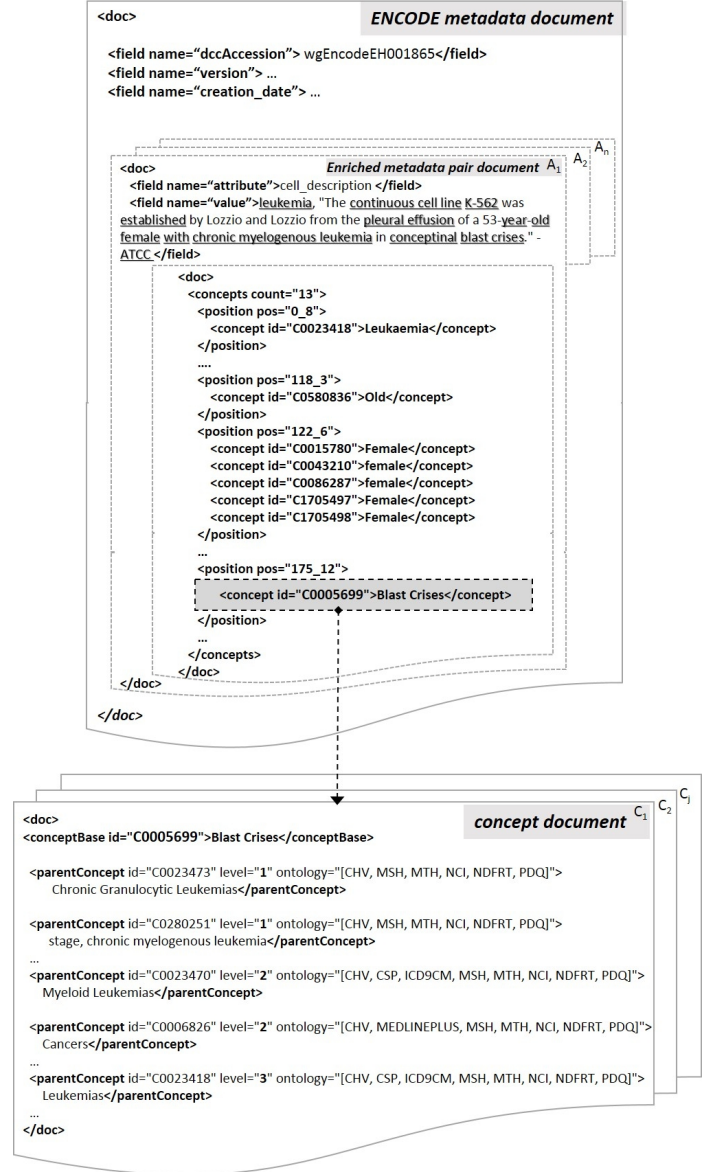 <doc>
ENCODE metadata document
<field name="dccAccession"> wgEncodeEH001865</field>
<field name="version"> ...
<field name="creation_date"> ...
An
A2
A1
<doc>
Enriched metadata pair document
<field name="attribute">cell_description </field>
<field name="value">leukemia, "The continuous cell line K-562 was
established by Lozzio and Lozzio from the pleural effusion of a 53-year-old
female with chronic myelogenous leukemia in conceptinal blast crises." -
ATCC </field>
<doc>
<concepts count="13">
<position pos="0_8">
<concept id="C0023418">Leukaemia</concept>
</position>
....
<position pos="118_3">
<concept id="C0580836">Old</concept>
</position>
<position pos="122_6">
<concept id="C0015780">Female</concept>
<concept id="C0043210">female</concept>
<concept id="C0086287">female</concept>
<concept id="C1705497">Female</concept>
<concept id="C1705498">Female</concept>
</position>
...
<position pos="175_12">
<concept id="C0005699">Blast Crises</concept>
</position>
...
</concepts>
</doc>
</doc>
</doc>
Cj
C2
C1
<doc>
concept document
<conceptBase id="C0005699">Blast Crises</conceptBase>
<parentConcept id="C0023473" level="1" ontology="[CHV, MSH, MTH, NCI, NDFRT, PDQ]">
Chronic Granulocytic Leukemias</parentConcept>
<parentConcept id="C0280251" level="1" ontology="[CHV, MSH, MTH, NCI, NDFRT, PDQ]">
stage, chronic myelogenous leukemia</parentConcept>
...
<parentConcept id="C0023470" level="2" ontology="[CHV, CSP, ICD9CM, MSH, MTH, NCI, NDFRT, PDQ]">
Myeloid Leukemias</parentConcept>
<parentConcept id="C0006826" level="2" ontology="[CHV, MEDLINEPLUS, MSH, MTH, NCI, NDFRT, PDQ]">
Cancers</parentConcept>
...
<parentConcept id="C0023418" level="3" ontology="[CHV, CSP, ICD9CM, MSH, MTH, NCI, NDFRT, PDQ]">
Leukemias</parentConcept>
...
</doc>